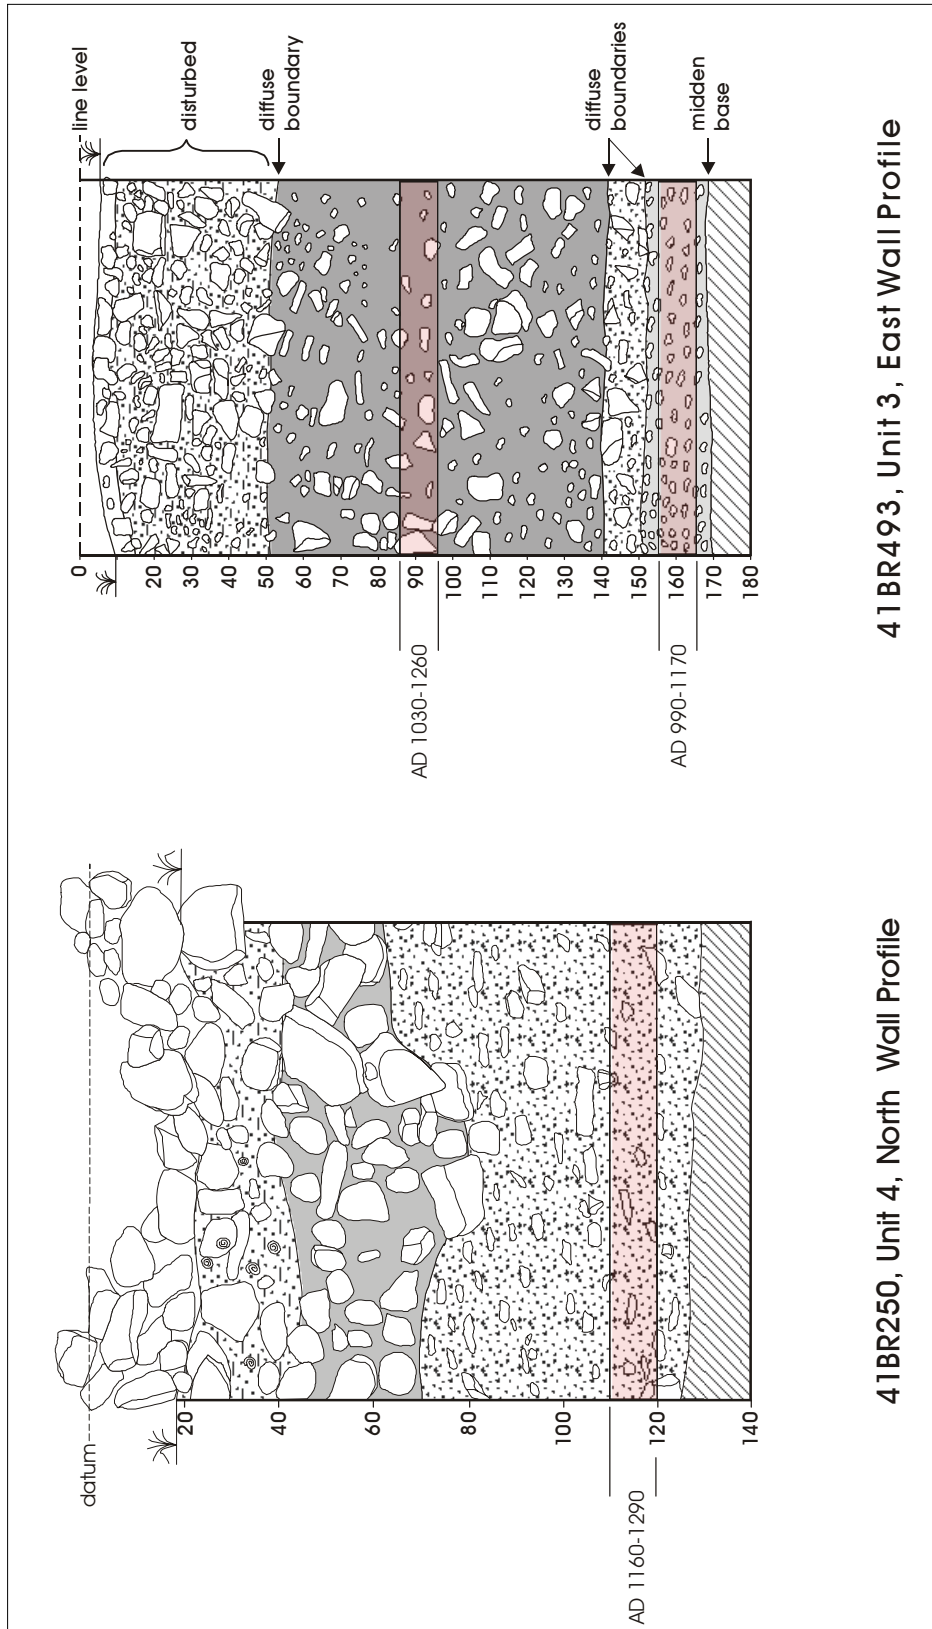 datum
20
40
60
80
100
120
140
AD 1160-1290
41BR250, Unit 4, North Wall Profile
line level
disturbed
diffuse
boundary
diffuse
boundaries
midden
base
0
20
30
40
50
60
70
80
90
100
110
120
130
140
150
160
170
180
AD 1030-1260
AD 990-1170
41BR493, Unit 3, East Wall Profile